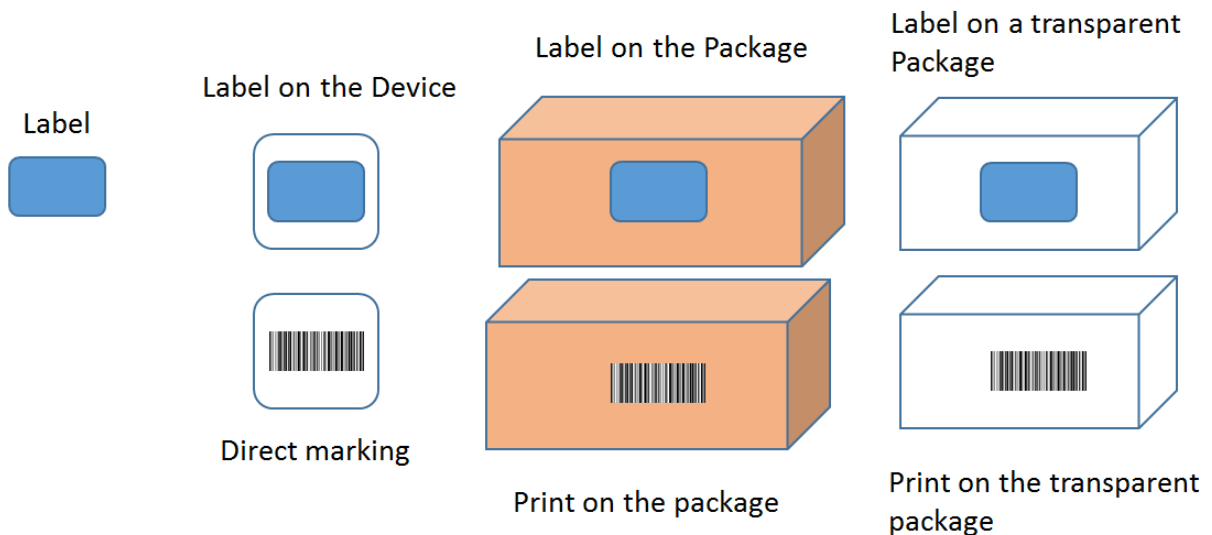 Label
Label on the Device
Label on the Package
Label on a transparent
Package
Direct marking
Print on the package
Print on the transparent
package